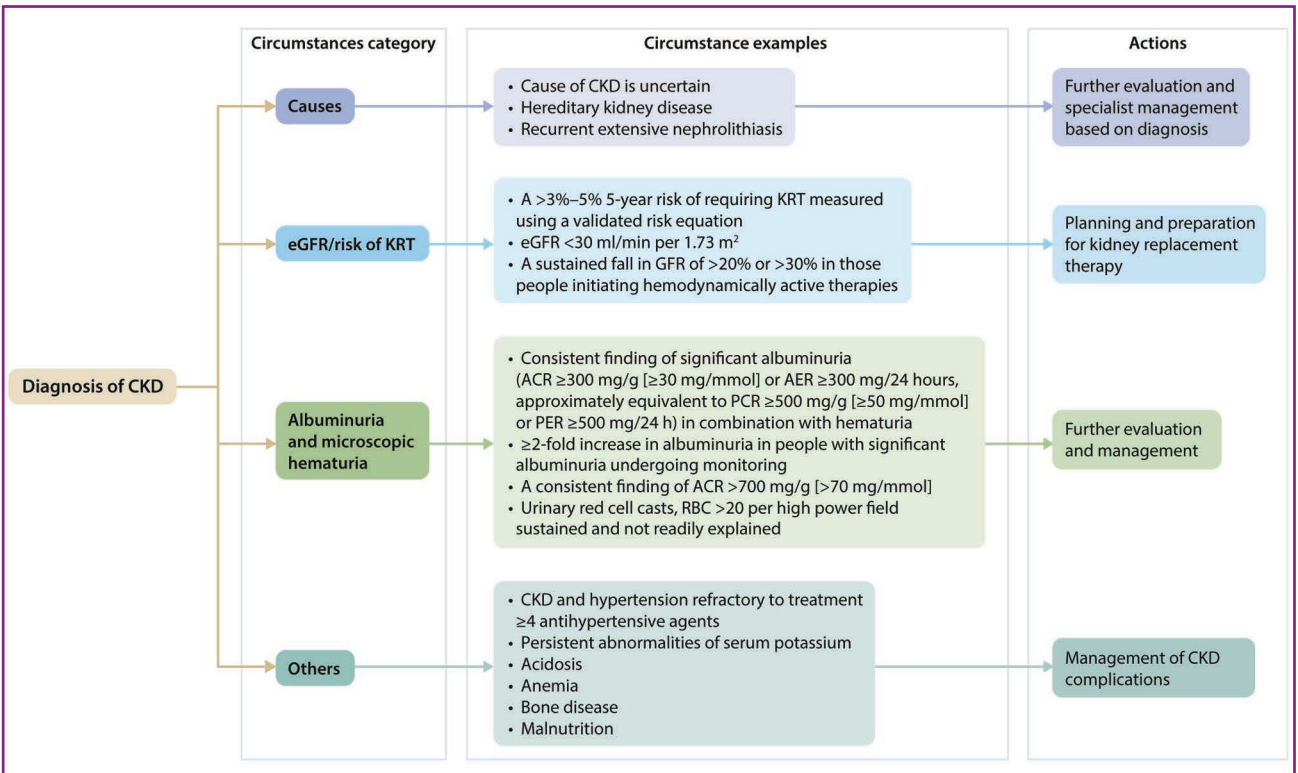 Circumstances category
Circumstance examples
Actions
Diagnosis of CKD
Causes
• Cause of CKD is uncertain
• Hereditary kidney disease
• Recurrent extensive nephrolithiasis
Further evaluation and
specialist management
based on diagnosis
eGFR/risk of KRT
• A >3%–5% 5-year risk of requiring KRT measured
using a validated risk equation
• eGFR <30 ml/min per 1.73 m²
• A sustained fall in GFR of >20% or >30% in those
people initiating hemodynamically active therapies
Planning and preparation
for kidney replacement
therapy
Albuminuria
and microscopic
hematuria
• Consistent finding of significant albuminuria
(ACR ≥300 mg/g [≥30 mg/mmol] or AER ≥300 mg/24 hours,
approximately equivalent to PCR ≥500 mg/g [≥50 mg/mmol]
or PER ≥500 mg/24 h) in combination with hematuria
• ≥2-fold increase in albuminuria in people with significant
albuminuria undergoing monitoring
• A consistent finding of ACR >700 mg/g [>70 mg/mmol]
• Urinary red cell casts, RBC >20 per high power field
sustained and not readily explained
Further evaluation
and management
Others
• CKD and hypertension refractory to treatment
≥4 antihypertensive agents
• Persistent abnormalities of serum potassium
• Acidosis
• Anemia
• Bone disease
• Malnutrition
Management of CKD
complications